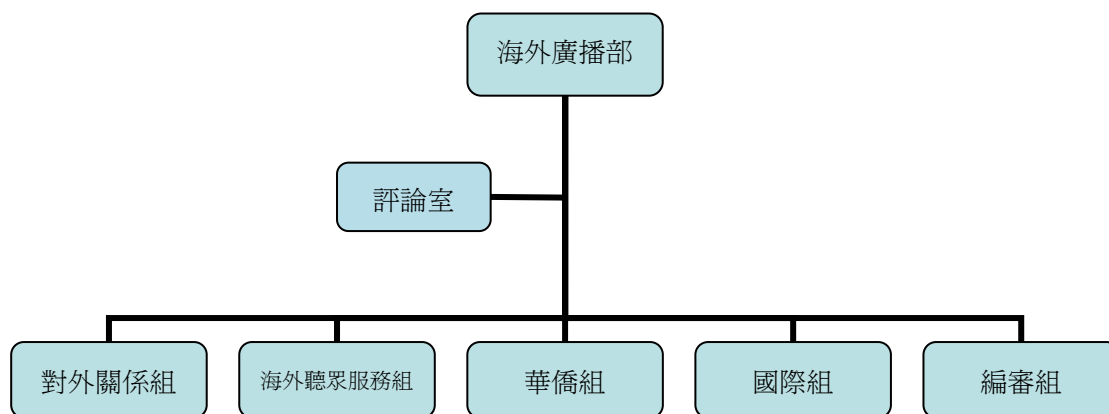 海外廣播部
評論室
對外關係組
海外聽眾服務組
華僑組
國際組
編審組